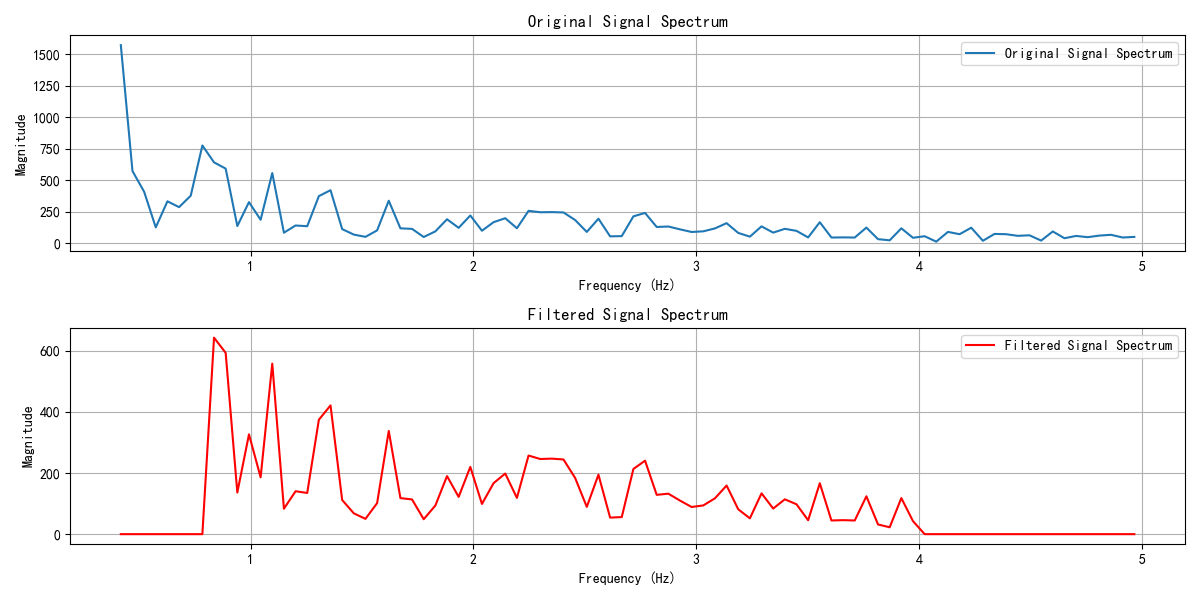 Original Signal Spectrum
Original Signal Spectrum
1500
1250
1000
750
500
250
0
Magnitude
1 2 3 4 5
Frequency (Hz)
Filtered Signal Spectrum
Filtered Signal Spectrum
600
400
200
0
Magnitude
1 2 3 4 5
Frequency (Hz)